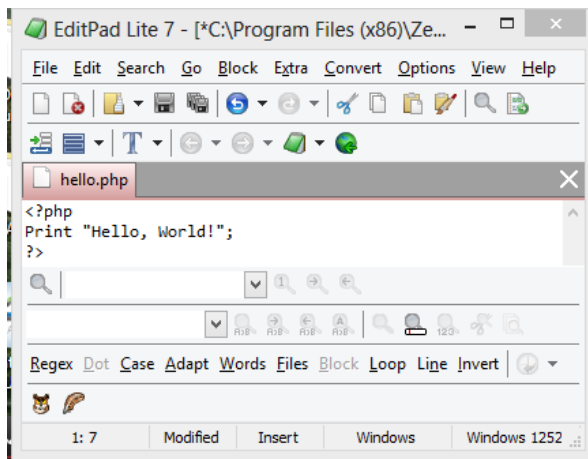 EditPad Lite 7 - [*C:\Program Files (x86)\Ze...
File Edit Search Go Block Extra Convert Options View Help
hello.php
<?php
Print "Hello, World!";
?>
Regex Dot Case Adapt Words Files Block Loop Line Invert
1: 7 Modified Insert Windows Windows 1252